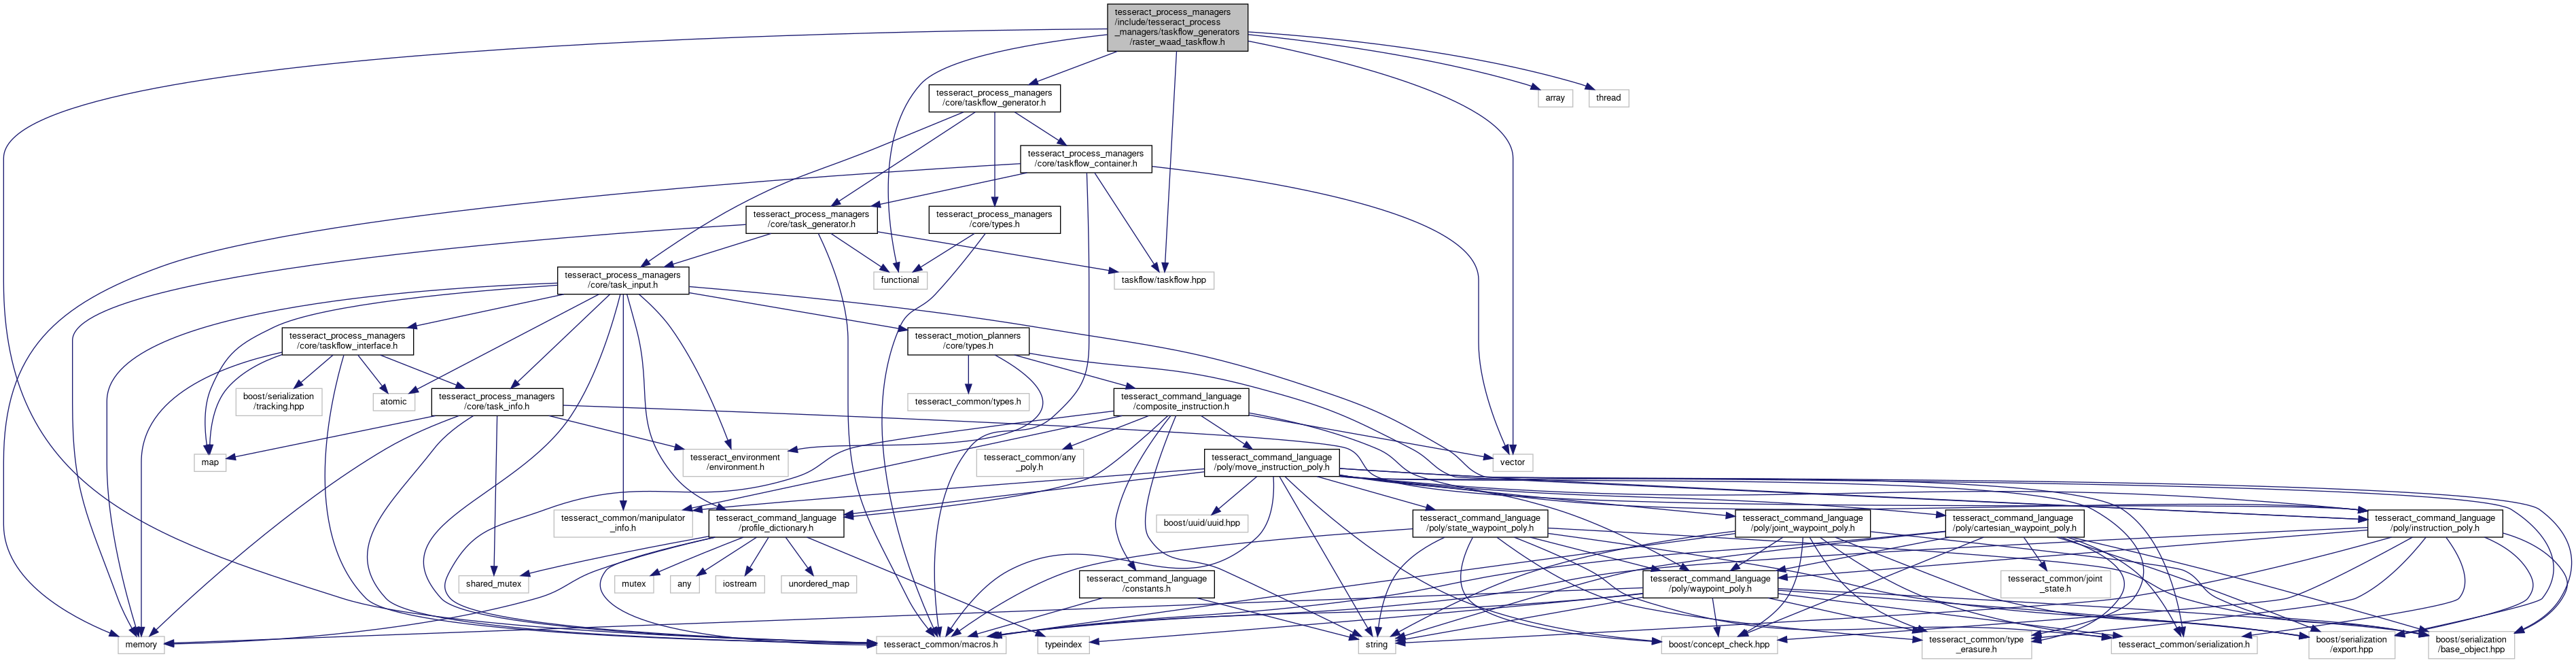 tesseract_process_managers
/include/tesseract_process
_managers/taskflow_generators
/raster_waad_taskflow.h
tesseract_process_managers
/core/taskflow_generator.h
array
thread
tesseract_process_managers
/core/taskflow_container.h
tesseract_process_managers
/core/task_generator.h
tesseract_process_managers
/core/types.h
tesseract_process_managers
/core/task_input.h
functional
taskflow/taskflow.hpp
tesseract_process_managers
/core/taskflow_interface.h
tesseract_motion_planners
/core/types.h
boost/serialization
/tracking.hpp
atomic
tesseract_process_managers
/core/task_info.h
tesseract_common/types.h
tesseract_command_language
/composite_instruction.h
map
tesseract_environment
/environment.h
tesseract_common/any
_poly.h
tesseract_command_language
/poly/move_instruction_poly.h
vector
tesseract_common/manipulator
_info.h
tesseract_command_language
/profile_dictionary.h
boost/uuid/uuid.hpp
tesseract_command_language
/poly/state_waypoint_poly.h
tesseract_command_language
/poly/joint_waypoint_poly.h
tesseract_command_language
/poly/cartesian_waypoint_poly.h
tesseract_command_language
/poly/instruction_poly.h
shared_mutex
mutex
any
iostream
unordered_map
tesseract_command_language
/constants.h
tesseract_command_language
/poly/waypoint_poly.h
tesseract_common/joint
_state.h
memory
tesseract_common/macros.h
typeindex
string
boost/concept_check.hpp
tesseract_common/type
_erasure.h
tesseract_common/serialization.h
boost/serialization
/export.hpp
boost/serialization
/base_object.hpp